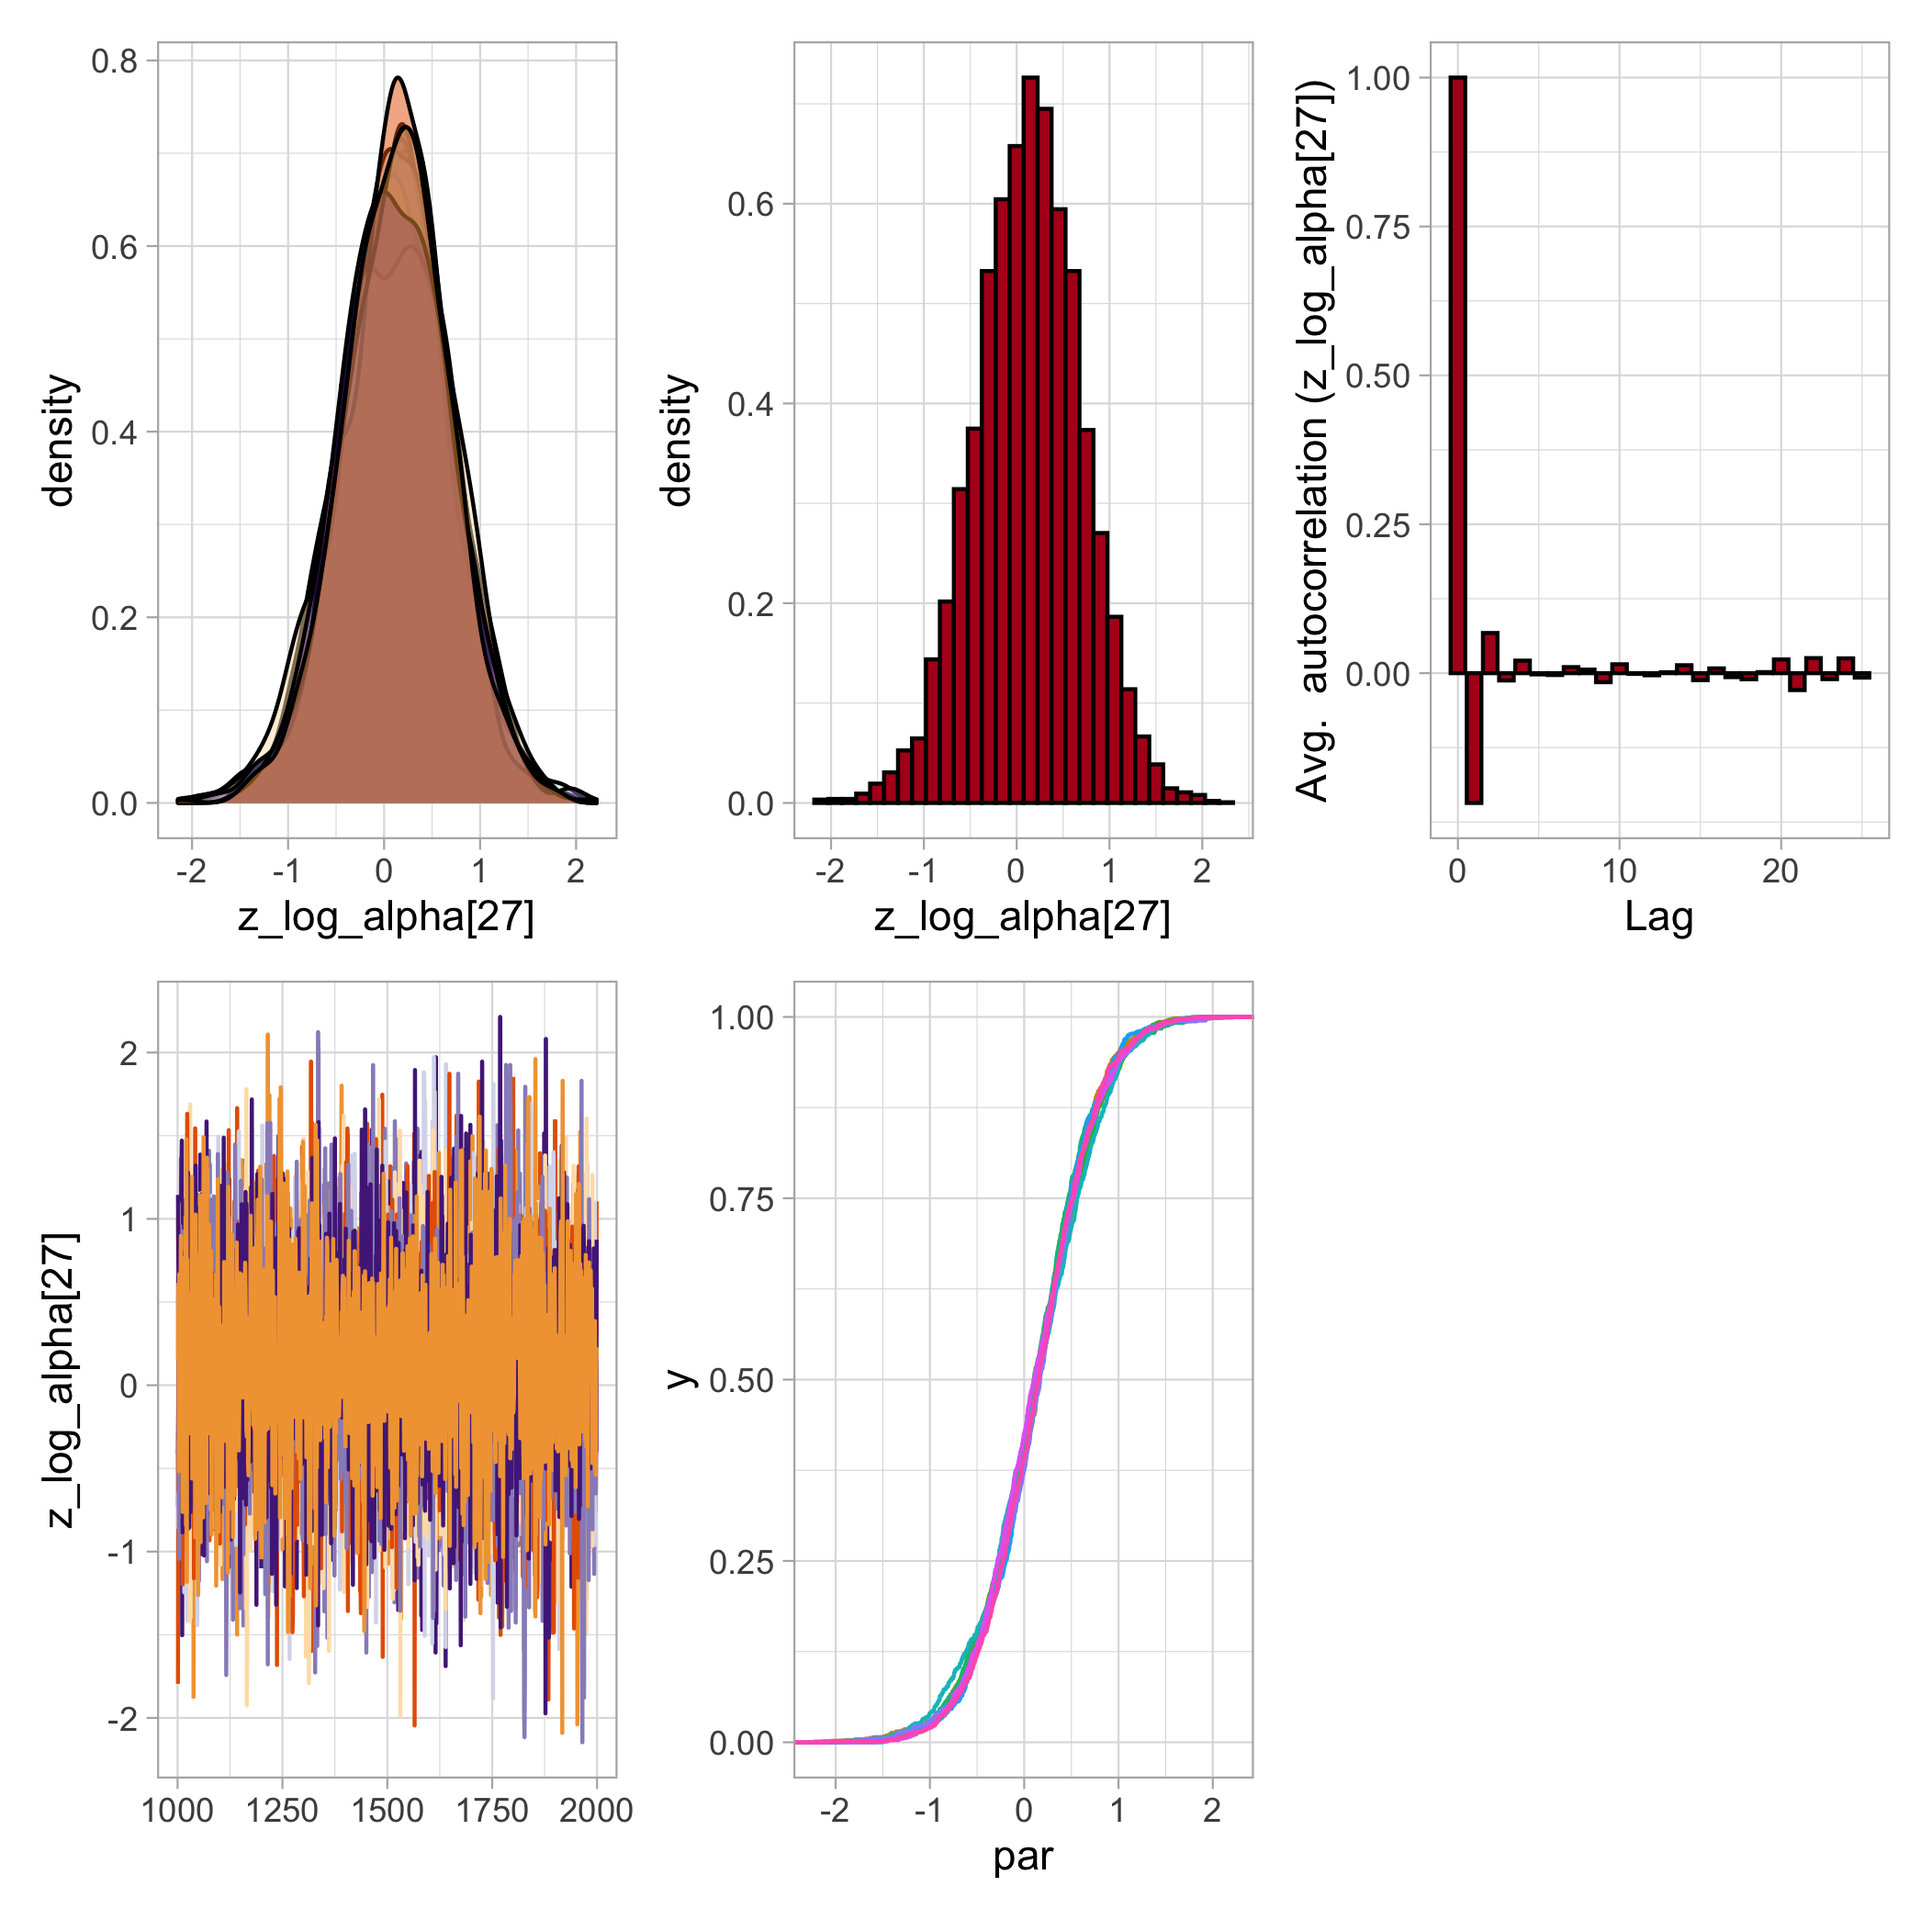 density
0.8
0.6
0.4
0.2
0.0
-2 -1 0 1 2
z_log_alpha[27]
density
0.6
0.4
0.2
0.0
-2 -1 0 1 2
z_log_alpha[27]
Avg. autocorrelation (z_log_alpha[27])
1.00
0.75
0.50
0.25
0.00
0 10 20
Lag
z_log_alpha[27]
2
1
0
-1
-2
1000 1250 1500 1750 2000
y
1.00
0.75
0.50
0.25
0.00
-2 -1 0 1 2
par